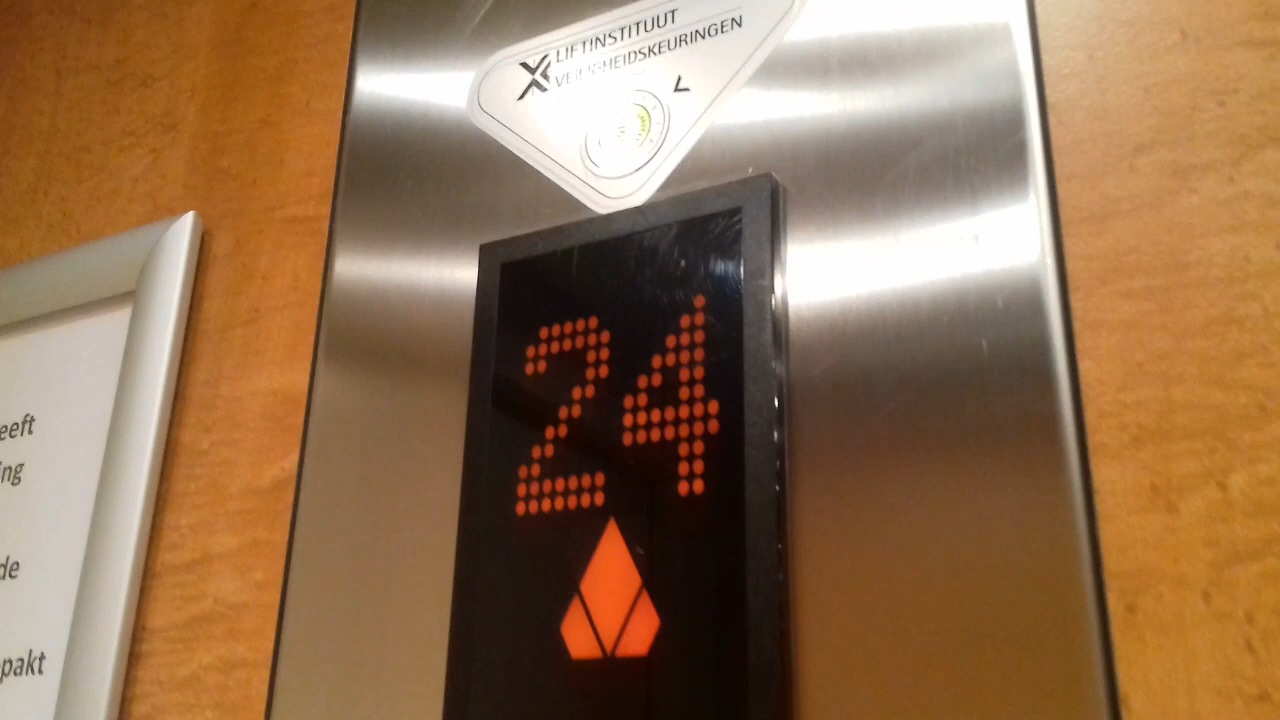 LIFTINSTITUUT
VEILIGHEIDSKEURINGEN
24
eeft
ing
de
pakt